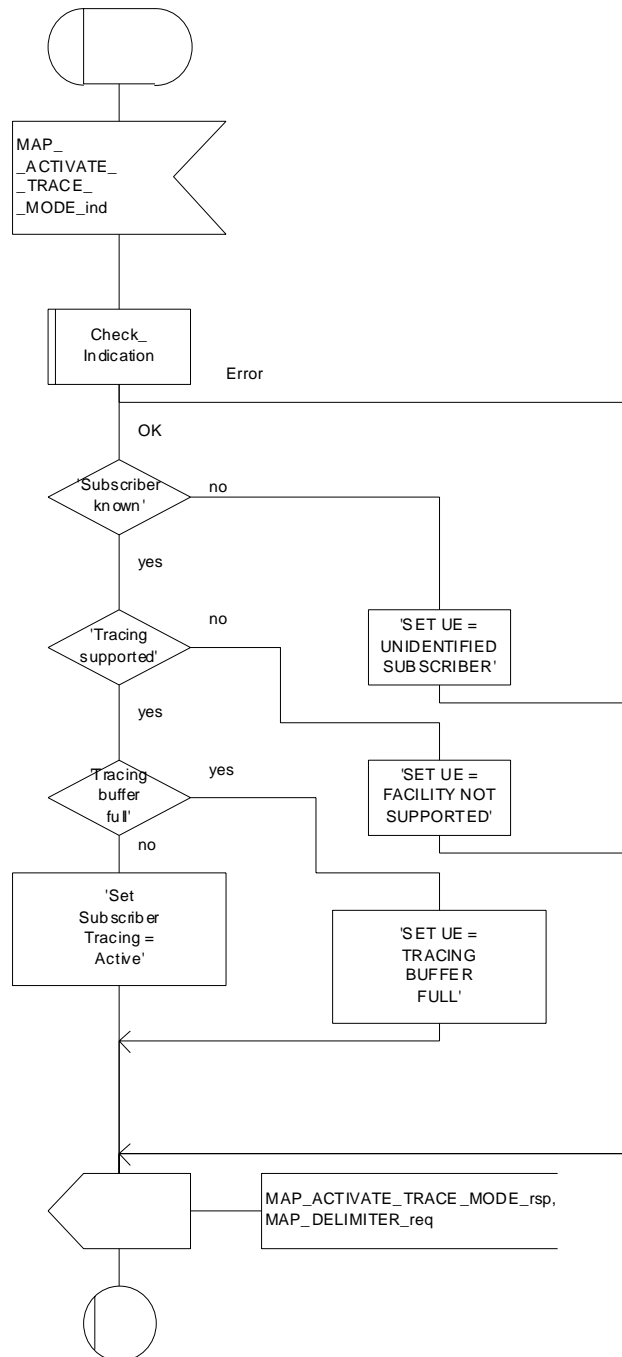 MAP_
_ACTIVATE_
_TRACE_
_MODE_ind
Check_
Indication
Error
OK
'Subscriber
known'
no
yes
'Tracing
supported'
no
'SET UE =
UNIDENTIFIED
SUBSCRIBER'
yes
'Tracing
buffer
full'
yes
'SET UE =
FACILITY NOT
SUPPORTED'
no
'Set
Subscriber
Tracing =
Active'
'SET UE =
TRACING
BUFFER
FULL'
MAP_ACTIVATE_TRACE_MODE_rsp,
MAP_DELIMITER_req